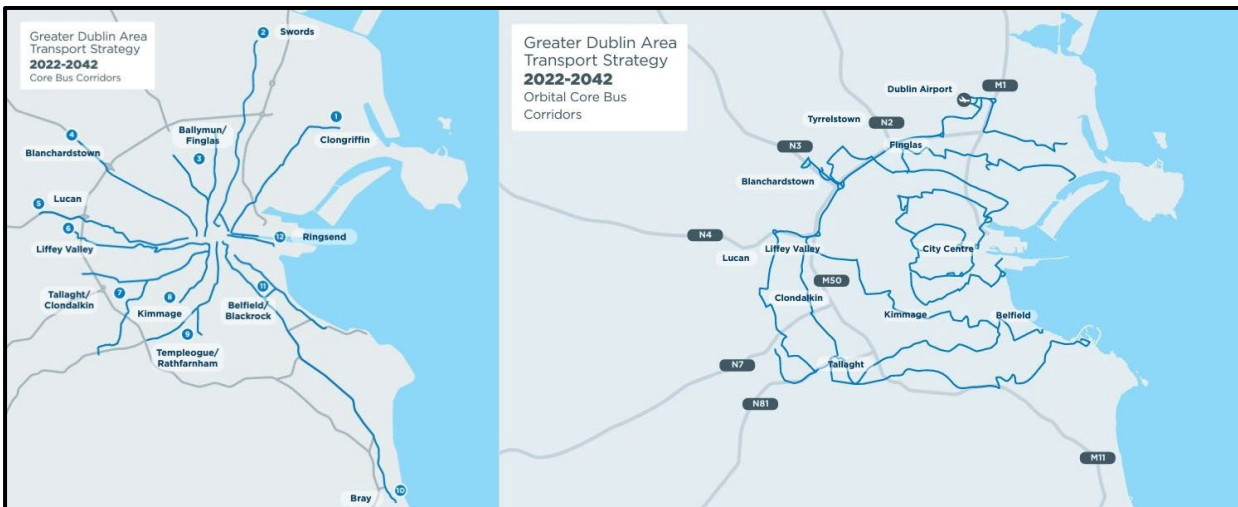 Greater Dublin Area
Transport Strategy
2022-2042
Core Bus Corridors
2
Swords
1
Clongriffin
4
Blanchardstown
Ballymun/
Finglas
3
Lucan
5
6
Liffey Valley
12
Ringsend
Tallaght/
Clondalkin
7
8
Kimmage
11
Belfield/
Blackrock
9
Templeogue/
Rathfarnham
10
Bray
Greater Dublin Area
Transport Strategy
2022-2042
Orbital Core Bus
Corridors
Dublin Airport
M1
Tyrrelstown
N2
N3
Finglas
Blanchardstown
N4
Lucan
Liffey Valley
City Centre
M50
Clondalkin
Kimmage
Belfield
N7
Tallaght
N81
M11